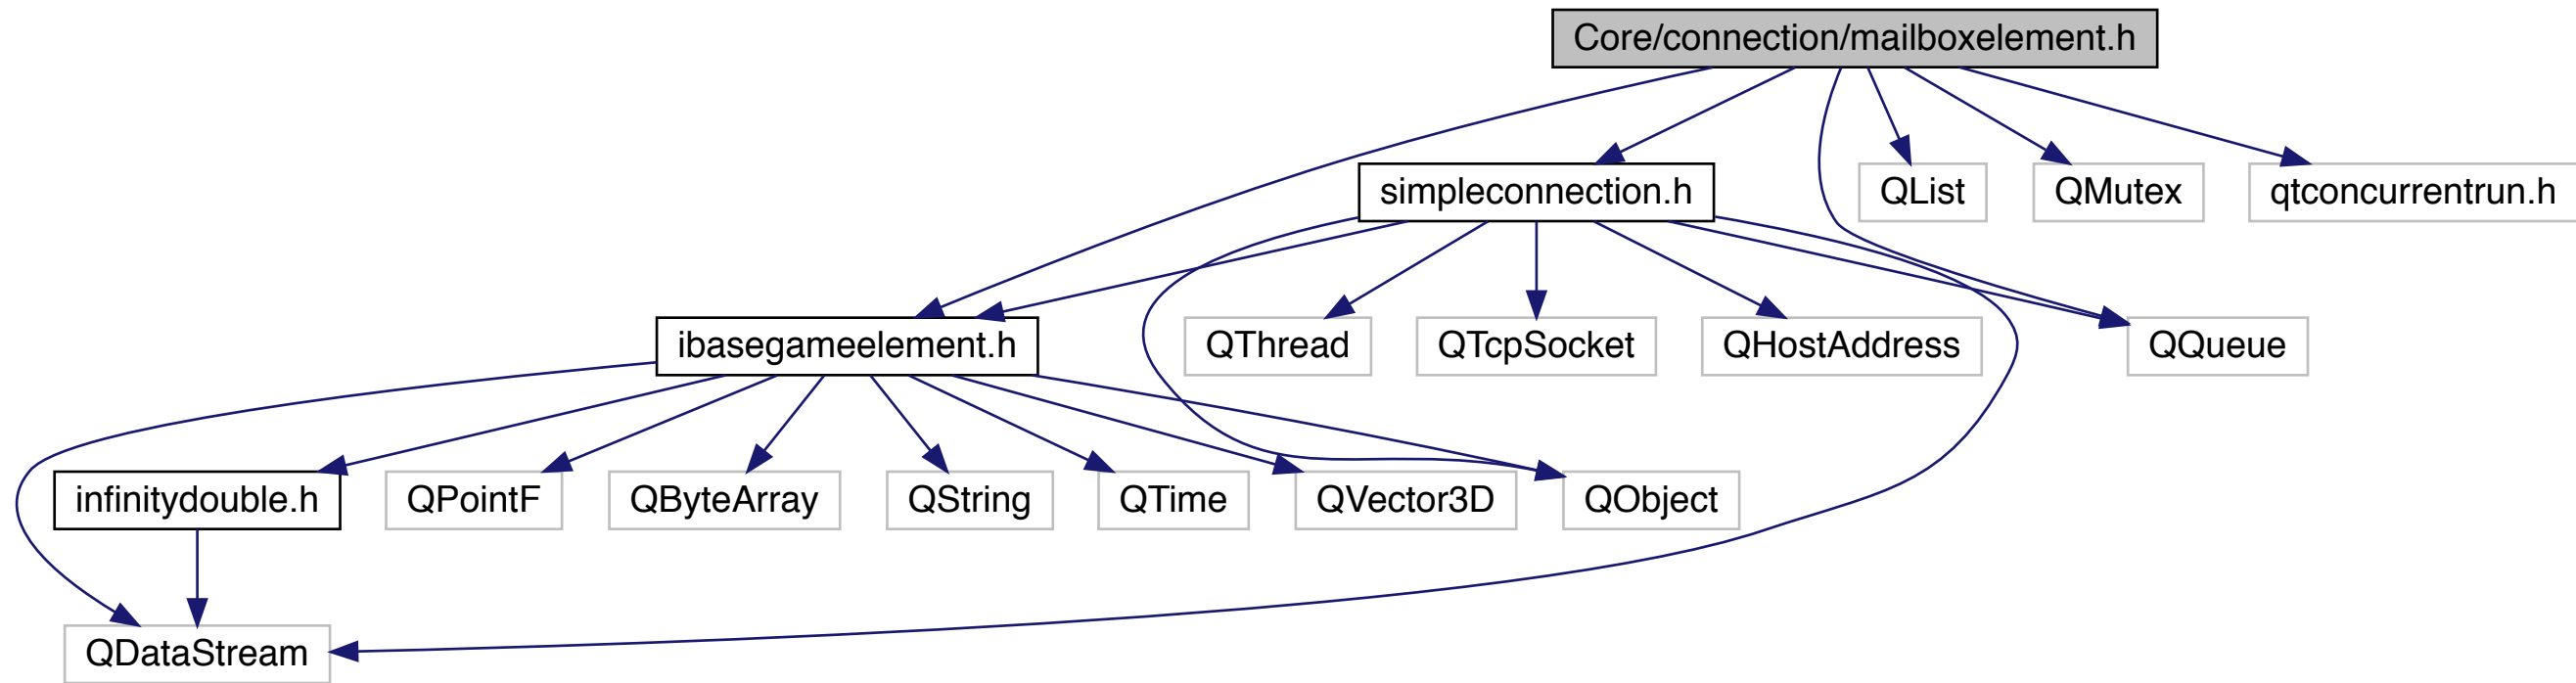 Core/connection/mailboxelement.h
simpleconnection.h
QList
QMutex
qtconcurrentrun.h
ibasegameelement.h
QThread
QTcpSocket
QHostAddress
QQueue
infinitydouble.h
QPointF
QByteArray
QString
QTime
QVector3D
QObject
QDataStream